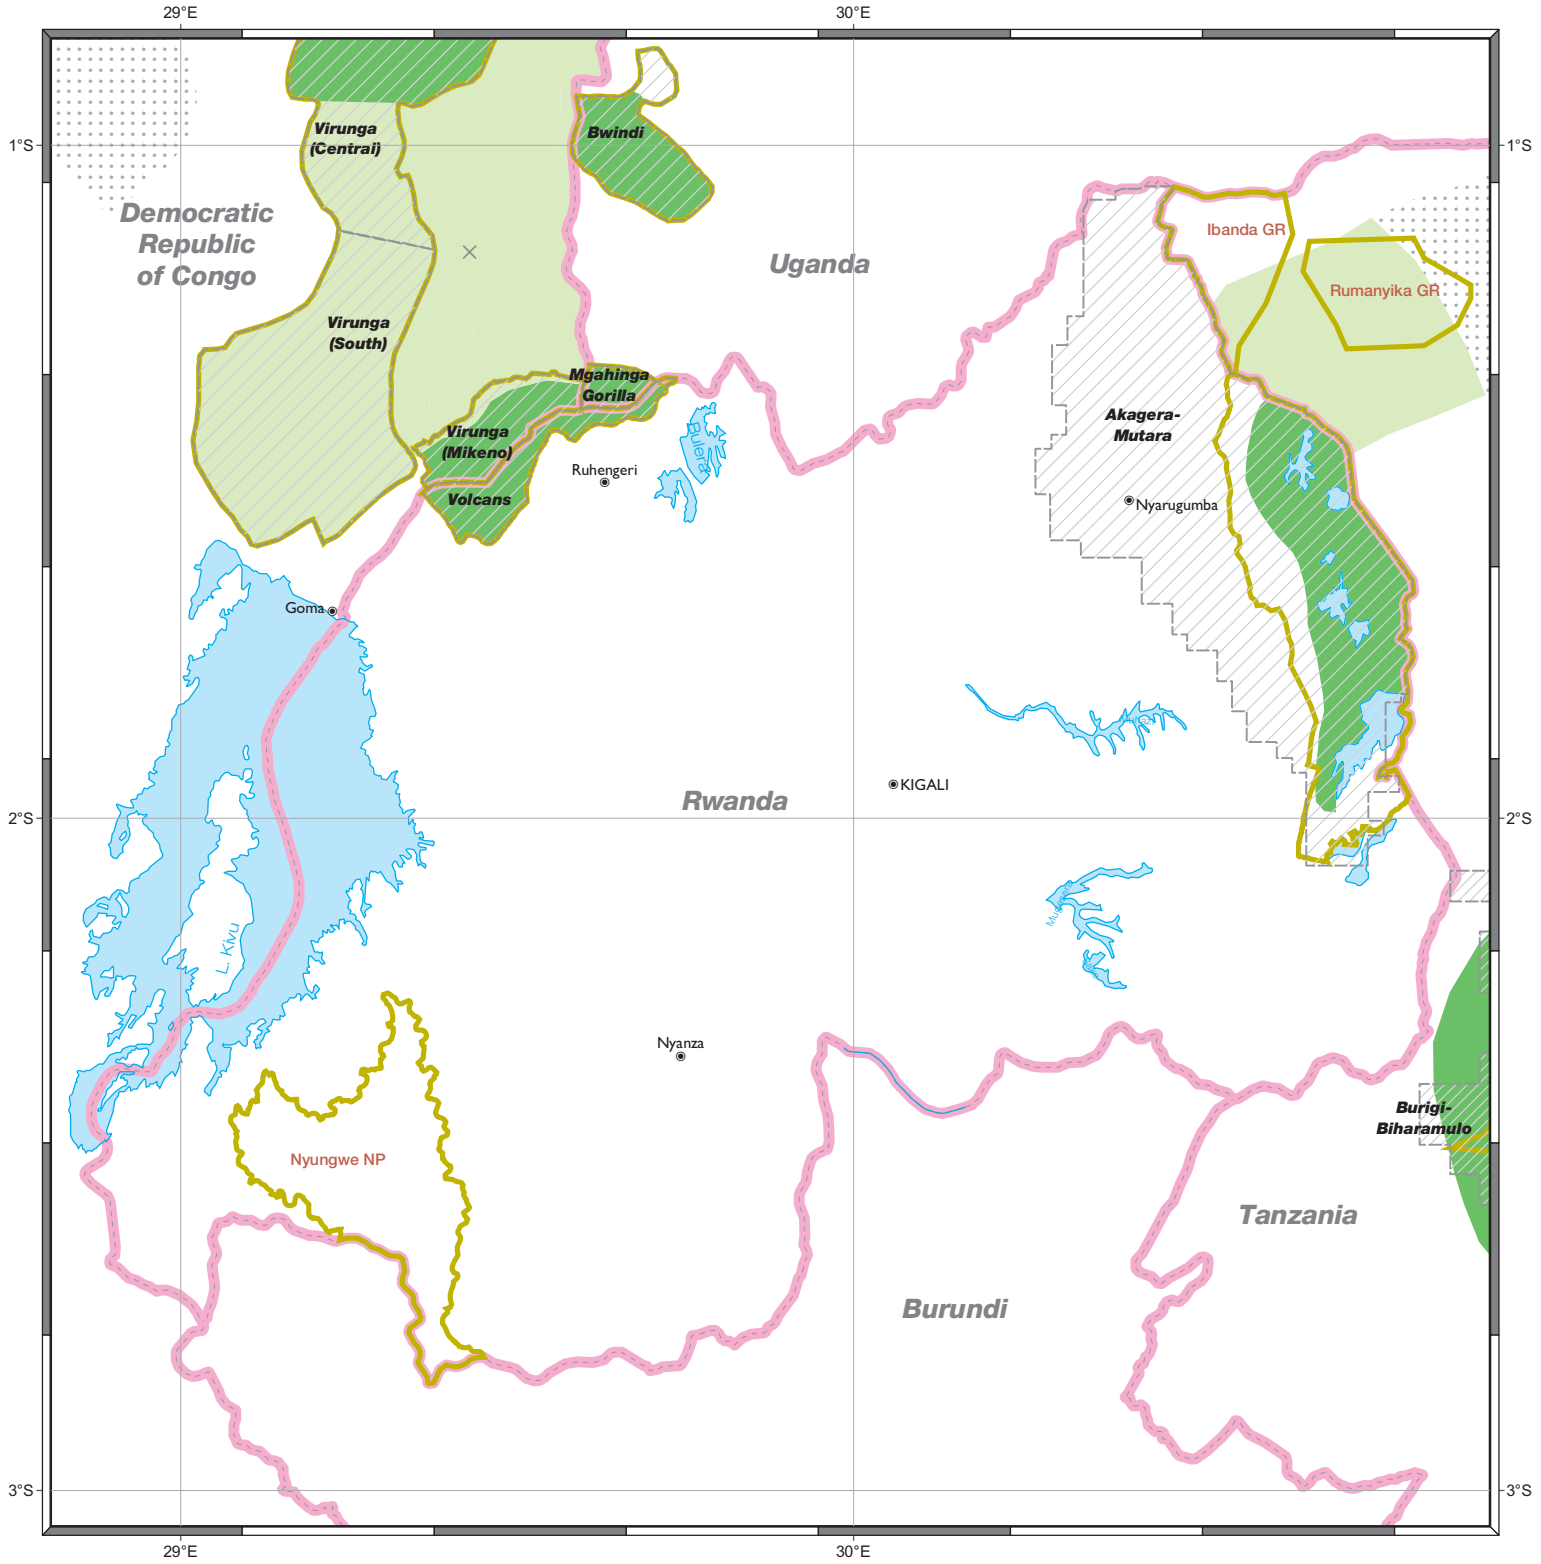 29°E
30°E
1°S
1°S
Virunga
(Centrai)
Bwindi
Democratic
Republic
of Congo
Uganda
Ibanda GR
Rumanyika GR
Virunga
(South)
Mgahinga
Gorilla
Akagera-
Mutara
Virunga
(Mikeno)
Bulera
Ruhengeri
Volcans
Nyarugumba
Goma
KIGALI
Rwanda
2°S
2°S
L. Kivu
Nyanza
Burigi-
Biharamulo
Nyungwe NP
Tanzania
Burundi
3°S
3°S
29°E
30°E